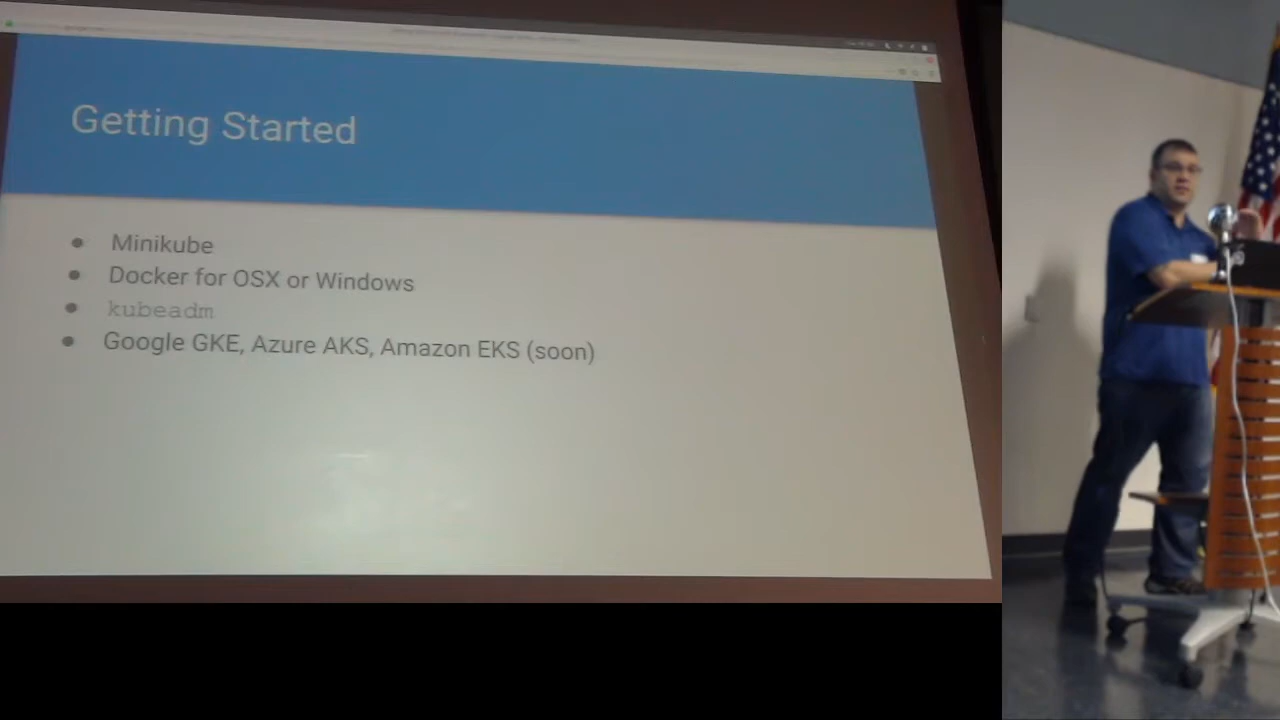 Getting Started
Minikube
Docker for OSX or Windows
kubeadm
Google GKE, Azure AKS, Amazon EKS (soon)